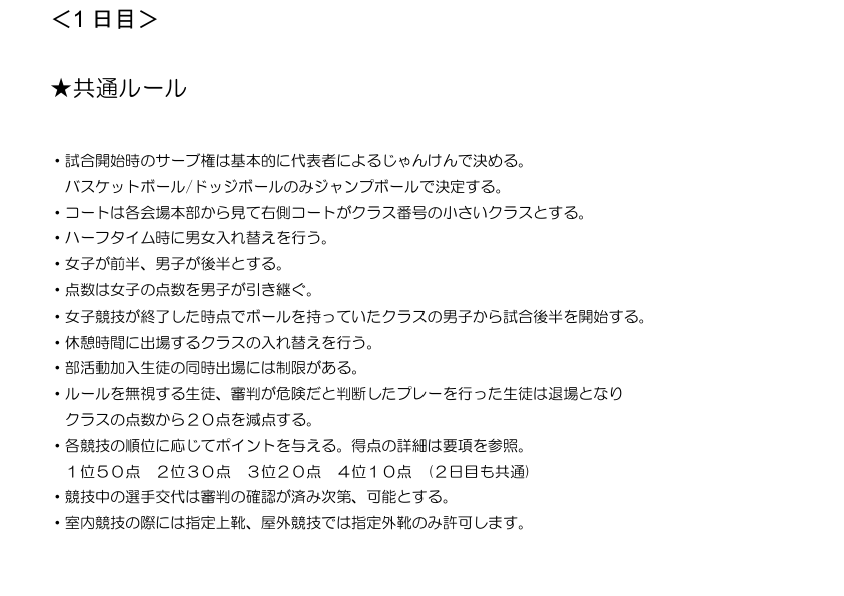 ＜1日目＞
★共通ルール
・試合開始時のサーブ権は基本的に代表者によるじゃんけんで決める。
バスケットボール/ドッジボールのみジャンプボールで決定する。
・コートは各会場本部から見て右側コートがクラス番号の小さいクラスとする。
・ハーフタイム時に男女入れ替えを行う。
・女子が前半、男子が後半とする。
・点数は女子の点数を男子が引き継ぐ。
・女子競技が終了した時点でボールを持っていたクラスの男子から試合後半を開始する。
・休憩時間に出場するクラスの入れ替えを行う。
・部活動加入生徒の同時出場には制限がある。
・ルールを無視する生徒、審判が危険だと判断したプレーを行った生徒は退場となり
クラスの点数から２０点を減点する。
・各競技の順位に応じてポイントを与える。得点の詳細は要項を参照。
１位５０点　２位３０点　３位２０点　４位１０点　（２日目も共通）
・競技中の選手交代は審判の確認が済み次第、可能とする。
・室内競技の際には指定上靴、屋外競技では指定外靴のみ許可します。